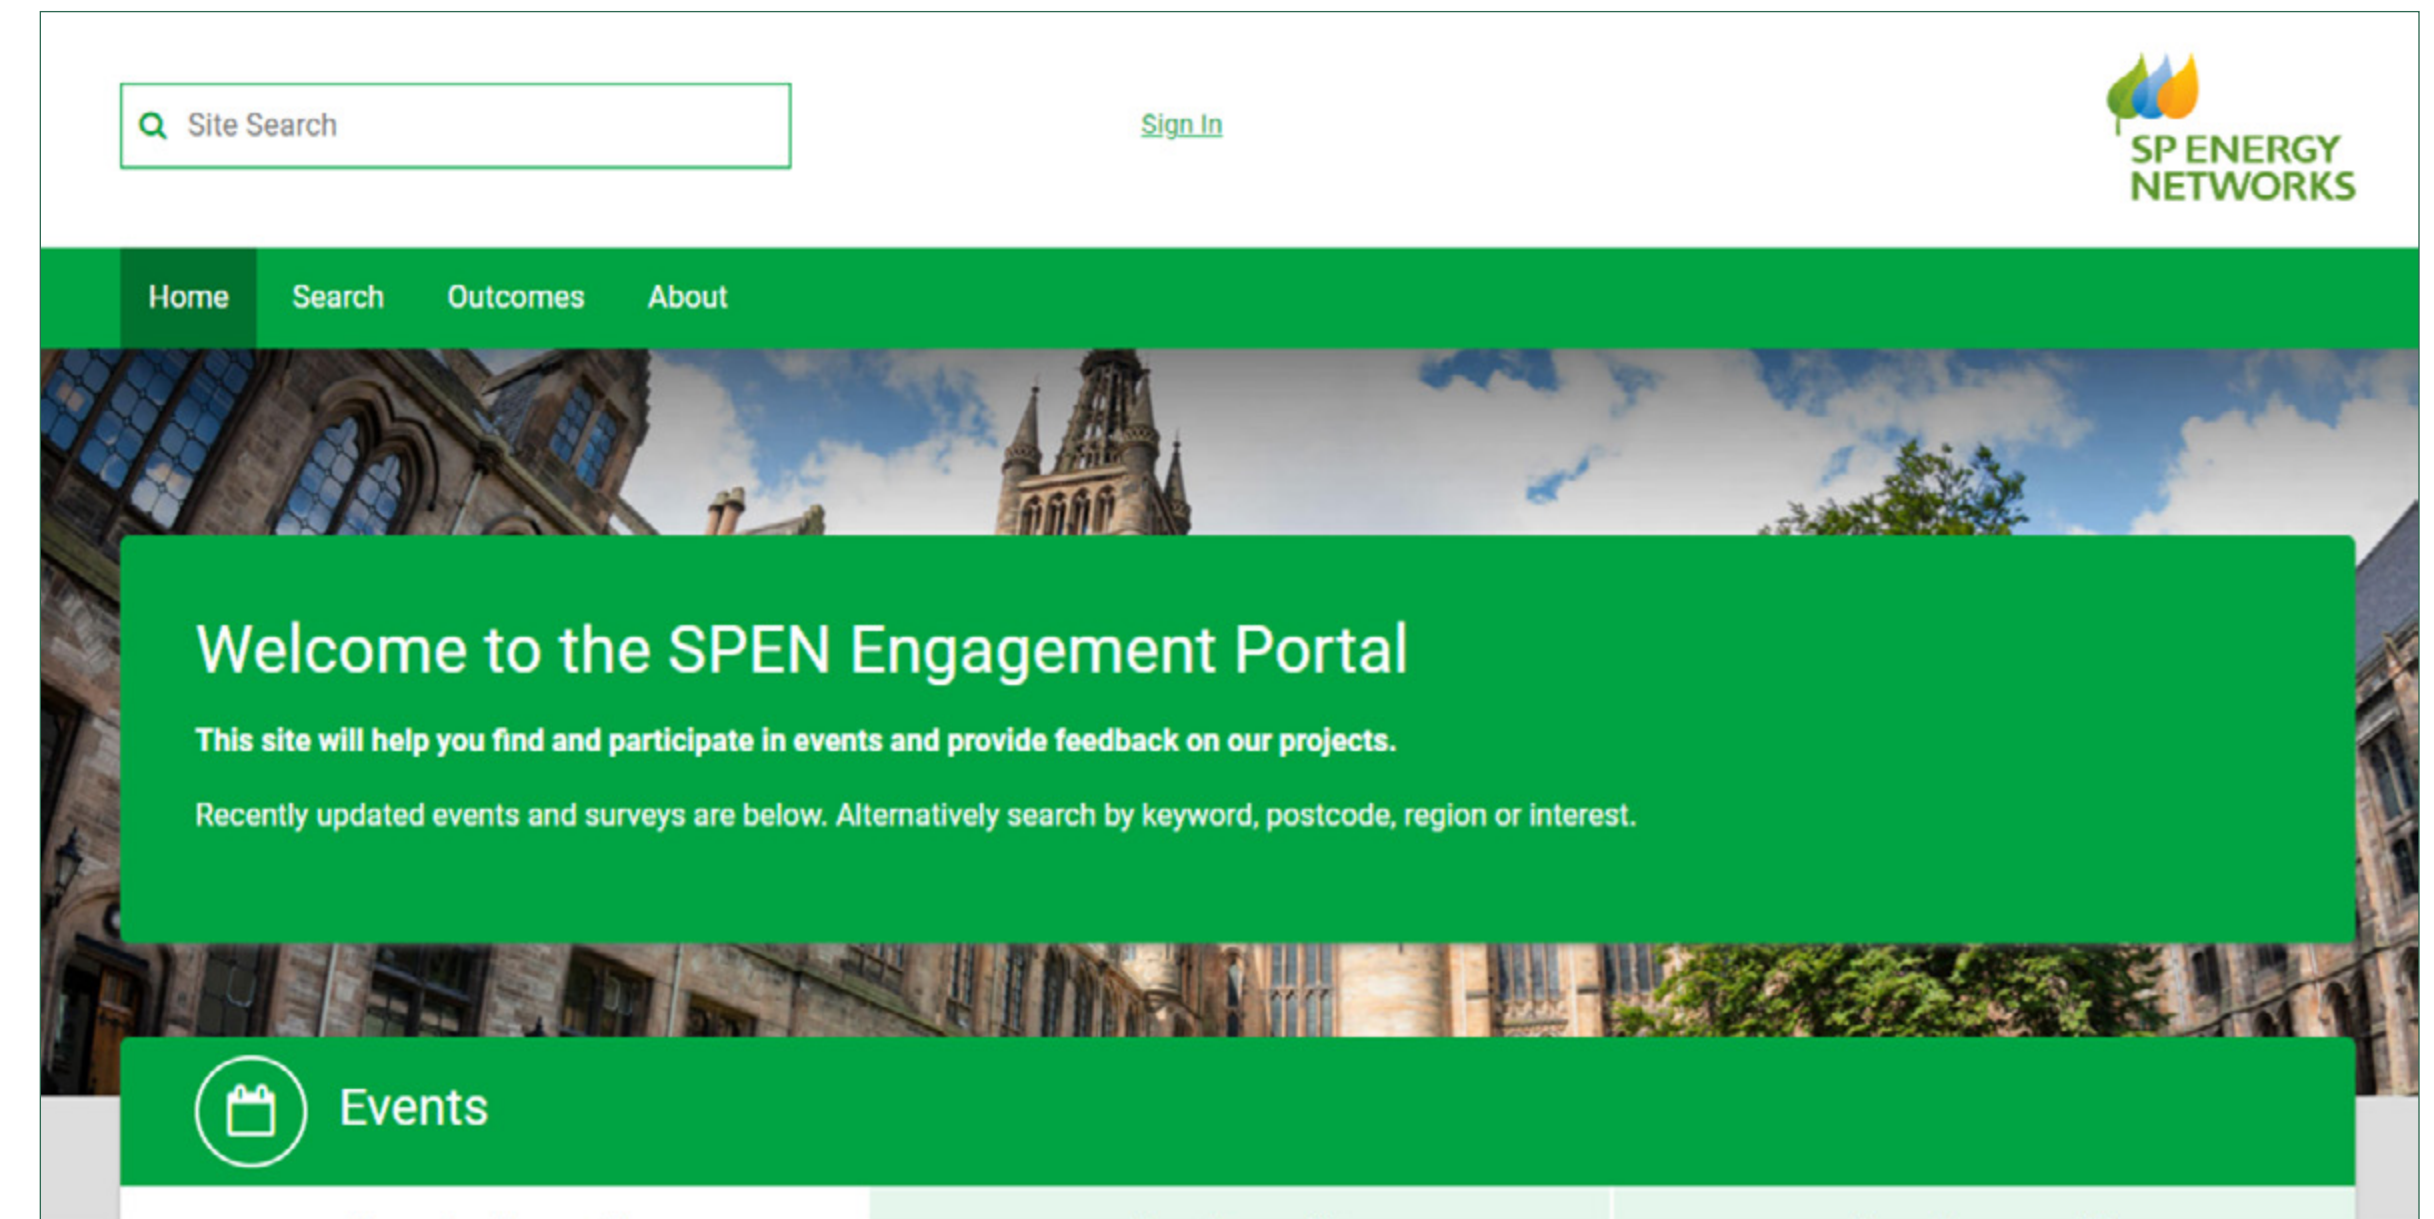 Site Search
Sign In
SP ENERGY
NETWORKS
Home Search Outcomes About
Welcome to the SPEN Engagement Portal
This site will help you find and participate in events and provide feedback on our projects.
Recently updated events and surveys are below. Alternatively search by keyword, postcode, region or interest.
Events